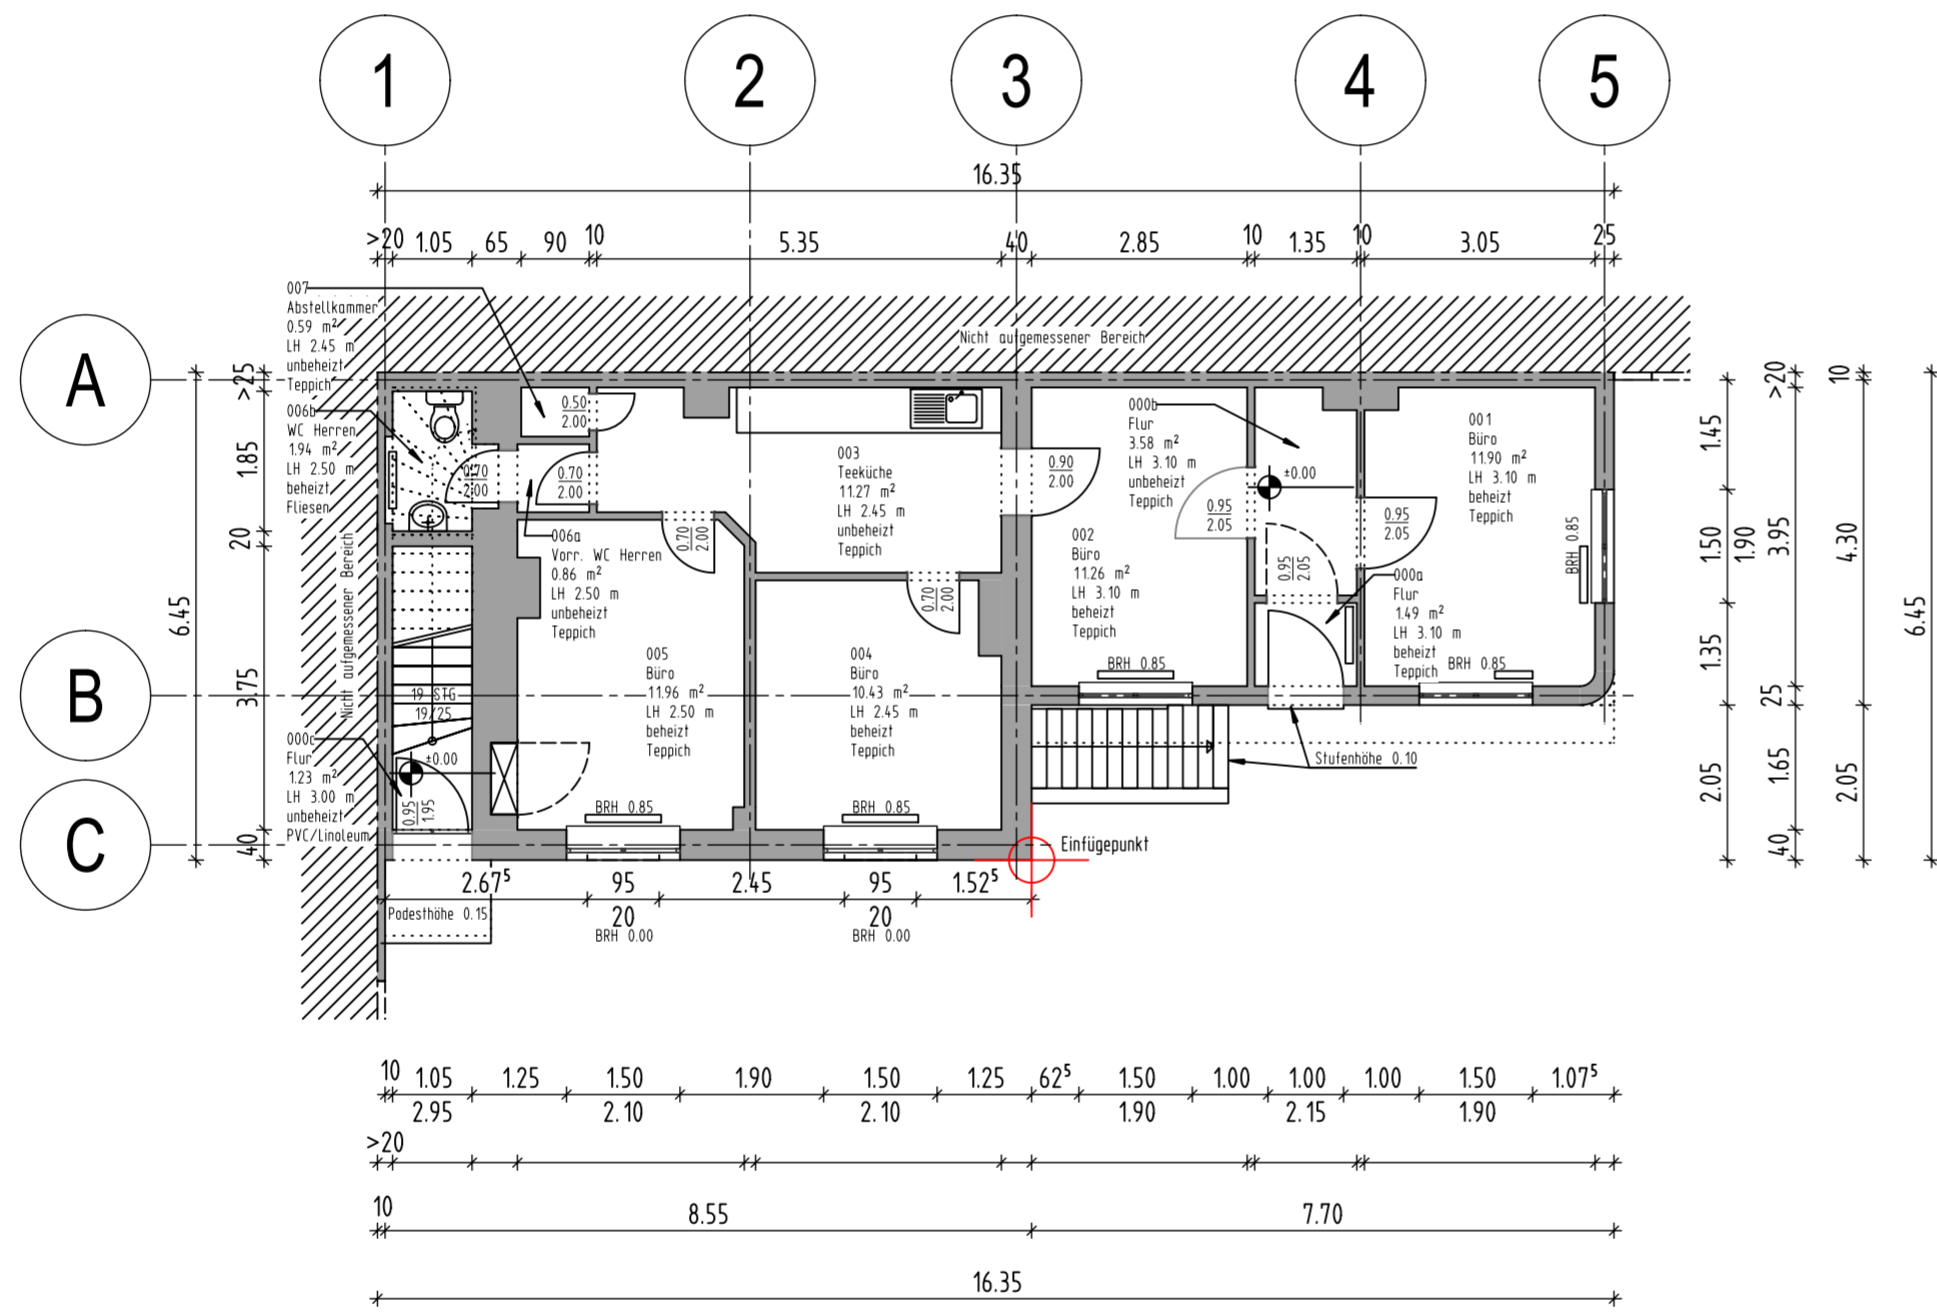 1 2 3 4 5
16.35
>20 1.05 65 90 10 5.35 40 2.85 10 1.35 10 3.05 25
A
B
C
6.45
>25
1.85
20
3.75
40
007
Abstellkammer
0.59 m²
LH 2.45 m
unbeheizt
Teppich
006b
WC Herren
1.94 m²
LH 2.50 m
beheizt
Fliesen
Nicht aufgemessener Bereich
000c
Flur
1.23 m²
LH 3.00 m
unbeheizt
PVC/Linoleum
Nicht aufgemessener Bereich
0.50
2.00
0.70
2.00
0.70
2.00
006a
Vorr. WC Herren
0.86 m²
LH 2.50 m
unbeheizt
Teppich
0.70
2.00
003
Teeküche
11.27 m²
LH 2.45 m
unbeheizt
Teppich
0.90
2.00
0.70
2.00
005
Büro
11.96 m²
LH 2.50 m
beheizt
Teppich
004
Büro
10.43 m²
LH 2.45 m
beheizt
Teppich
002
Büro
11.26 m²
LH 3.10 m
beheizt
Teppich
000b
Flur
3.58 m²
LH 3.10 m
unbeheizt
Teppich
±0.00
0.95
2.05
0.95
2.05
0.95
2.05
001
Büro
11.90 m²
LH 3.10 m
beheizt
Teppich
000a
Flur
1.49 m²
LH 3.10 m
beheizt
Teppich
BRH 0.85
BRH 0.85
BRH 0.85
19 STG
19/25
±0.00
0.95
1.95
BRH 0.85
BRH 0.85
Stufenhöhe 0.10
Einfügepunkt
1.45
1.50
1.90
1.35
2.05
>20
3.95
25
1.65
40
10
4.30
2.05
6.45
2.67⁵ 95 2.45 95 1.52⁵
20 20
Podesthöhe 0.15
BRH 0.00 BRH 0.00
10 1.05 1.25 1.50 1.90 1.50 1.25 62⁵ 1.50 1.00 1.00 1.00 1.50 1.07⁵
2.95 2.10 2.10 1.90 2.15 1.90
>20
10 8.55 7.70
16.35